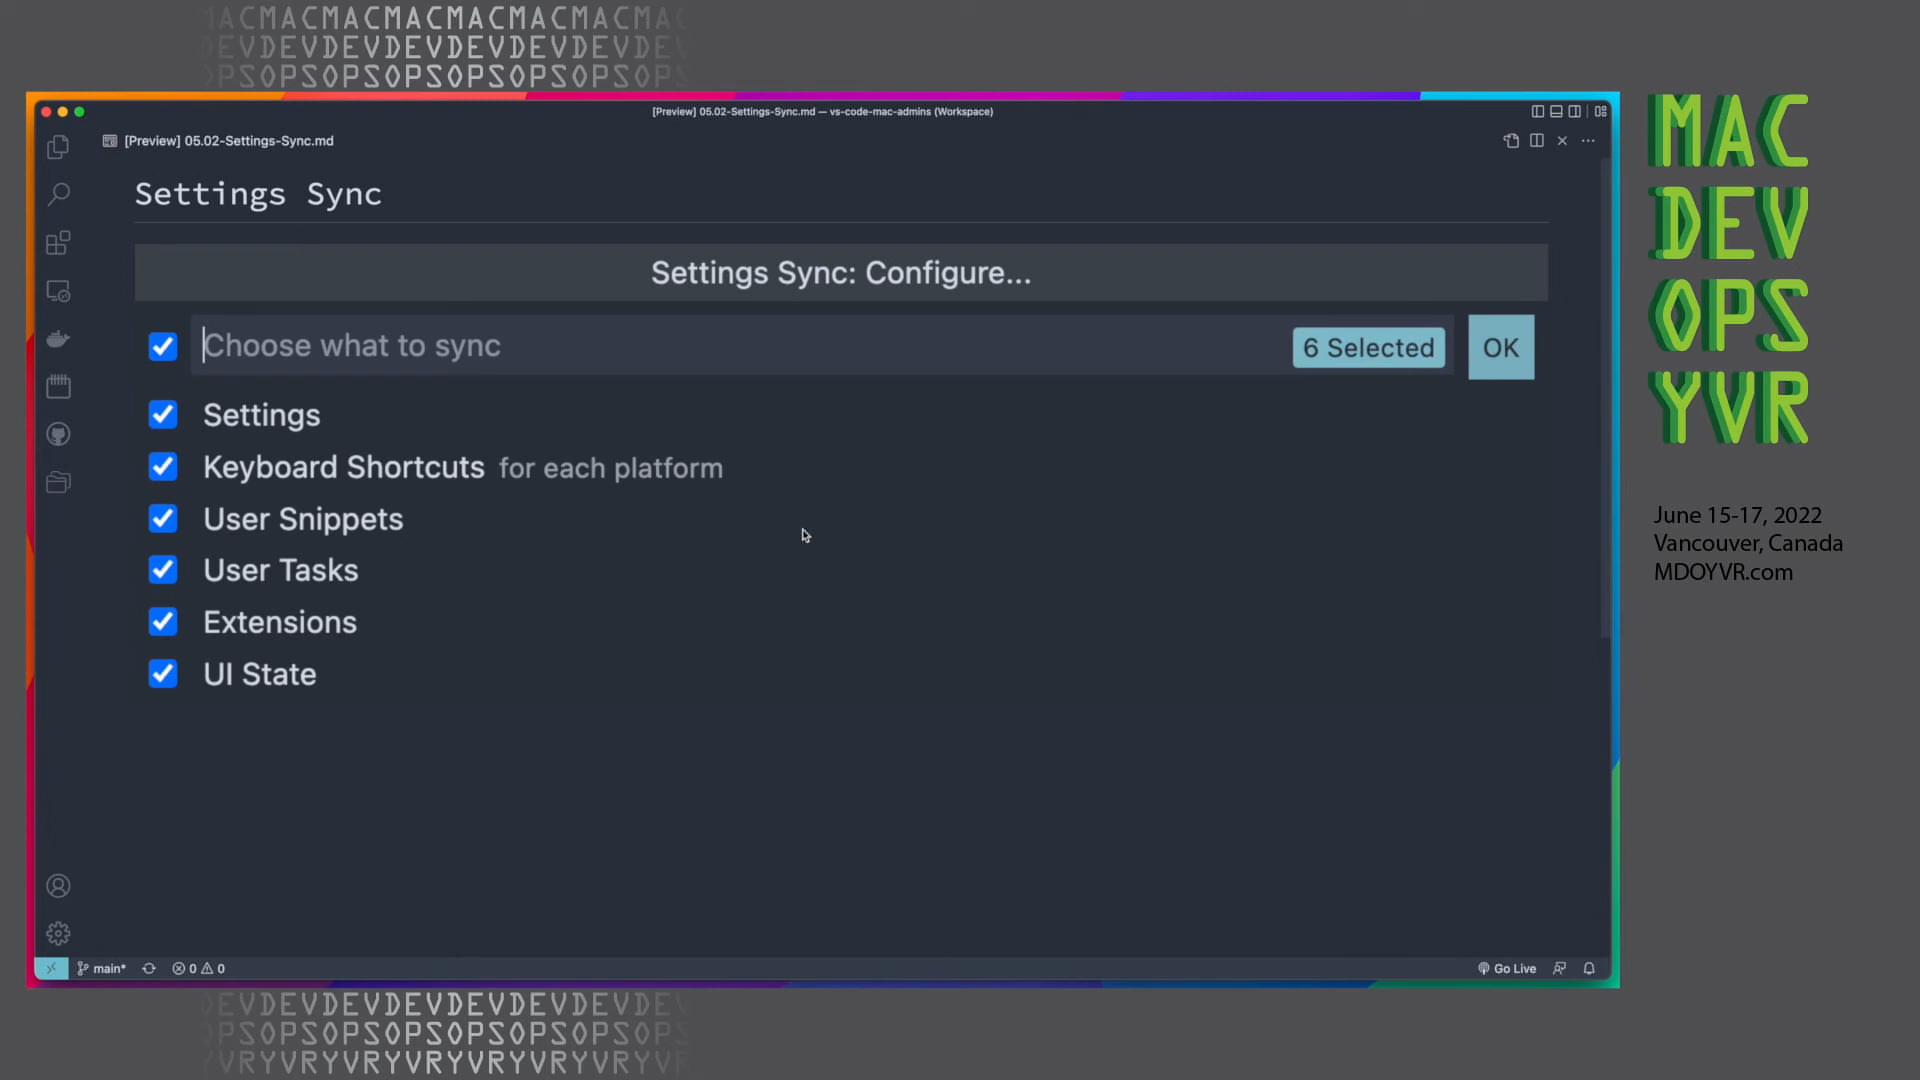 MACMACMACMACMACMACMACMA
DEVDEVDEVDEVDEVDEVDEVDE
OPSOPSOPSOPSOPSOPSOPSOPS
[Preview] 05.02-Settings-Sync.md — vs-code-mac-admins (Workspace)
[Preview] 05.02-Settings-Sync.md
Settings Sync
Settings Sync: Configure...
Choose what to sync
6 Selected
OK
Settings
Keyboard Shortcuts for each platform
User Snippets
User Tasks
Extensions
UI State
main*
0
0
Go Live
MAC
DEV
OPS
YVR
June 15-17, 2022
Vancouver, Canada
MDOYVR.com
DEVDEVDEVDEVDEVDEVDEVDE
OPSOPSOPSOPSOPSOPSOPSOPS
YVRYVRYVRYVRYVRYVRYVRYVR